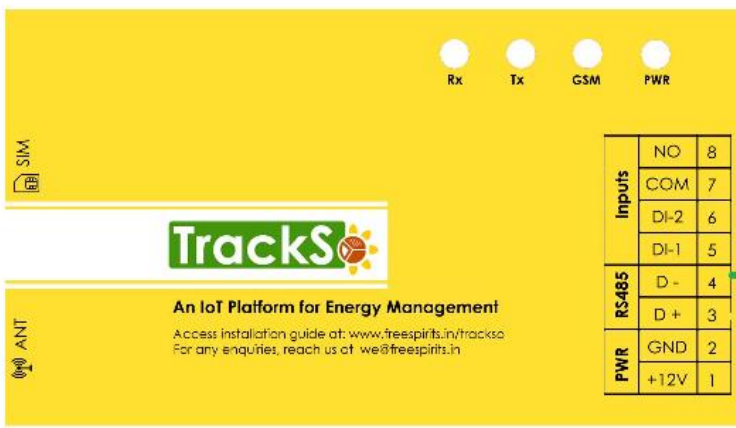 Rx Tx GSM PWR
SIM
ANT
TrackSo
An IoT Platform for Energy Management
Access installation guide at: www.freespirits.in/trackso
For any enquiries, reach us at we@freespirits.in
Inputs
NO 8
COM 7
DI-2 6
DI-1 5
RS485
D - 4
D + 3
PWR
GND 2
+12V 1